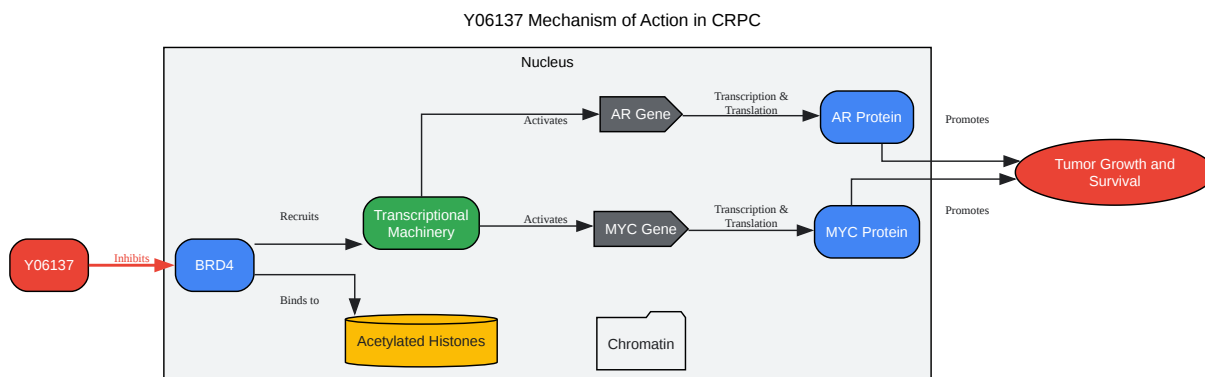 Y06137 Mechanism of Action in CRPC
Nucleus
Transcription &
Translation
AR Gene
AR Protein
Activates
Promotes
Tumor Growth and
Survival
Recruits
Transcriptional
Machinery
Activates
MYC Gene
Transcription &
Translation
MYC Protein
Promotes
Y06137
Inhibits
BRD4
Binds to
Acetylated Histones
Chromatin